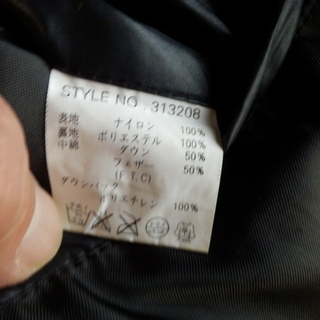 STYLE NO. 313208
表地 ナイロン 100%
裏地 ポリエステル 100%
中綿 ダウン 50%
フェザー 50%
(F.T.C)
ダウンパック
ポリエチレン 100%